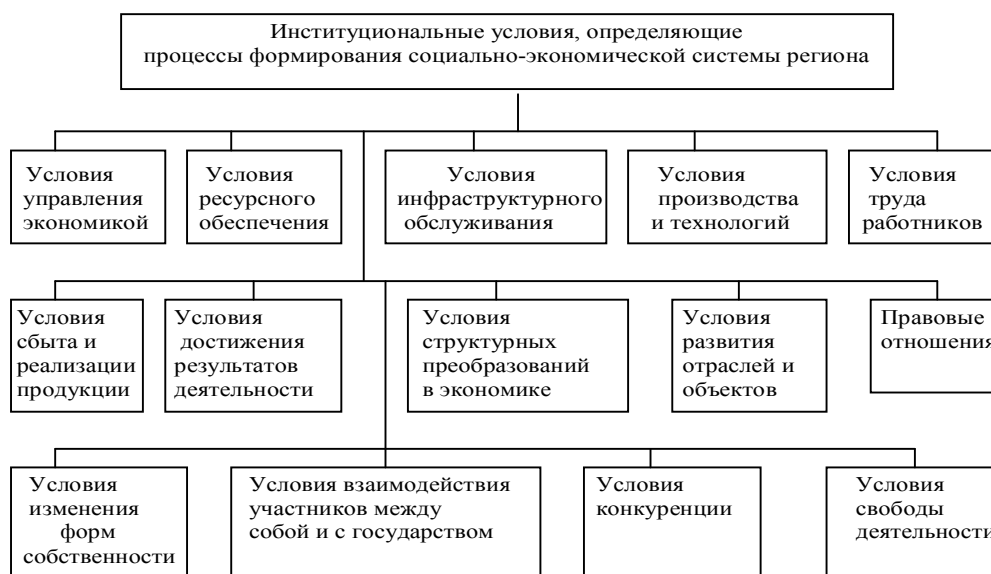 Институциональные условия, определяющие
процессы формирования социально-экономической системы региона
Условия
управления
экономикой
Условия
ресурсного
обеспечения
Условия
инфраструктурного
обслуживания
Условия
производства
и технологий
Условия
труда
работников
Условия
сбыта и
реализации
продукции
Условия
достижения
результатов
деятельности
Условия
структурных
преобразований
в экономике
Условия
развития
отраслей и
объектов
Правовые
отношения
Условия
изменения
форм
собственности
Условия взаимодействия
участников между
собой и с государством
Условия
конкуренции
Условия
свободы
деятельности